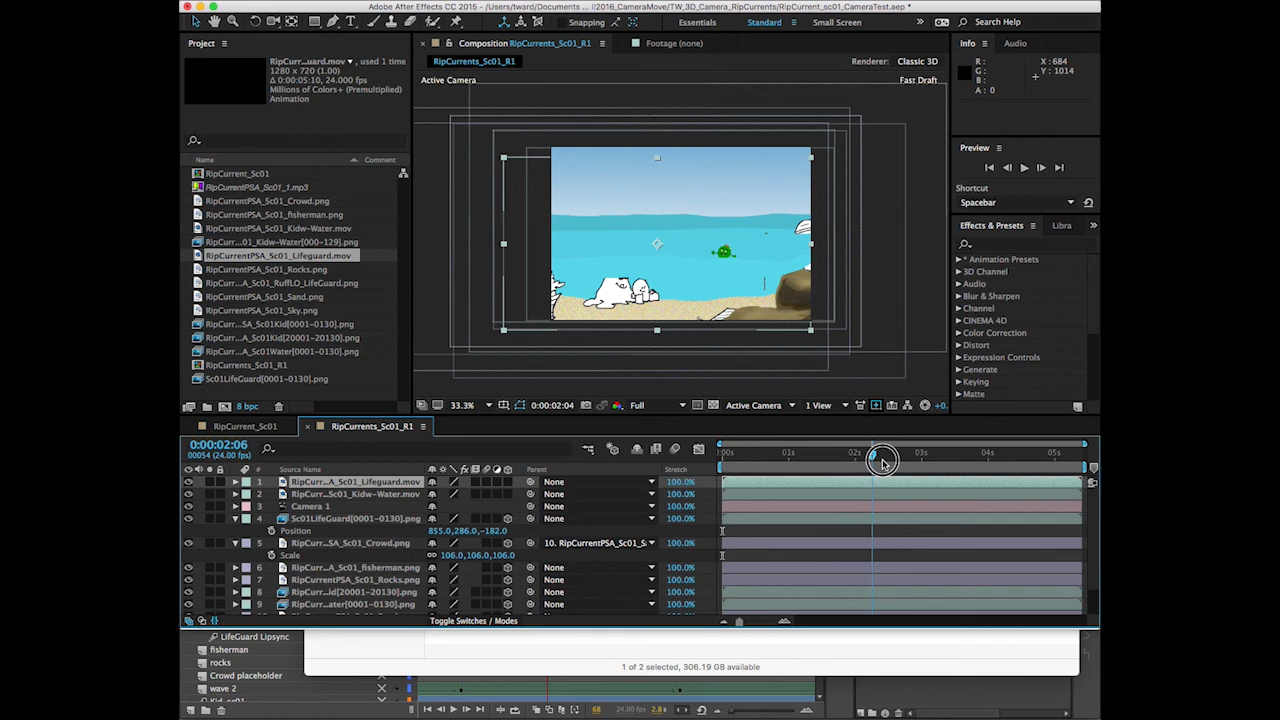 Adobe After Effects CC 2015 - /Users/tward/Documents ... ll2016_CameraMove/TW_3D_Camera_RipCurrents/RipCurrent_sc01_CameraTest.aep *
Snapping
Essentials
Standard
Small Screen
Search Help
Project
Composition RipCurrents_Sc01_R1
Footage (none)
Info
Audio
RipCur...uard.mov
, used 1 time
1280 x 720 (1.00)
Δ 0:00:05:10, 24.000 fps
Millions of Colors+ (Premultiplied)
Animation
RipCurrents_Sc01_R1
Renderer:
Classic 3D
Active Camera
Fast Draft
R :
G :
B :
A : 0
X : 684
Y : 1014
Preview
Shortcut
Spacebar
Effects & Presets
Libra
Name
Comment
RipCurrent_Sc01
RipCurrentPSA_Sc01_1.mp3
RipCurrentPSA_Sc01_Crowd.png
RipCurrentPSA_Sc01_fisherman.png
RipCurrentPSA_Sc01_Kidw-Water.mov
RipCurr...01_Kidw-Water[000-129].png
RipCurrentPSA_Sc01_Lifeguard.mov
RipCurrentPSA_Sc01_Rocks.png
RipCurr...A_Sc01_RuffLO_LifeGuard.png
RipCurrentPSA_Sc01_Sand.png
RipCurrentPSA_Sc01_Sky.png
RipCurr...SA_Sc01Kid[0001-0130].png
RipCurr...A_Sc01Kid[20001-20130].png
RipCurr...A_Sc01Water[0001-0130].png
RipCurrents_Sc01_R1
Sc01LifeGuard[0001-0130].png
8 bpc
* Animation Presets
3D Channel
Audio
Blur & Sharpen
Channel
CINEMA 4D
Color Correction
Distort
Expression Controls
Generate
Keying
Matte
33.3%
0:00:02:04
Full
Active Camera
1 View
+0.
RipCurrent_Sc01
RipCurrents_Sc01_R1
0:00:02:06
00054 (24.00 fps)
:00s
01s
02s
03s
04s
05s
#
Source Name
Parent
Stretch
1
RipCurr...A_Sc01_Lifeguard.mov
None
100.0%
2
RipCurr...Sc01_Kidw-Water.mov
None
100.0%
3
Camera 1
None
100.0%
4
Sc01LifeGuard[0001-0130].png
None
100.0%
Position
855.0,286.0,-182.0
5
RipCurr...SA_Sc01_Crowd.png
10. RipCurrentPSA_Sc01_S
100.0%
Scale
106.0,106.0,106.0%
6
RipCurr...A_Sc01_fisherman.png
None
100.0%
7
RipCurrentPSA_Sc01_Rocks.png
None
100.0%
8
RipCurr...id[20001-20130].png
None
100.0%
9
RipCurr...ater[0001-0130].png
None
100.0%
Toggle Switches / Modes
LifeGuard Lipsync
fisherman
rocks
Crowd placeholder
wave 2
Kid_sc01
1 of 2 selected, 306.19 GB available
68
24.00 fps
2.8 s